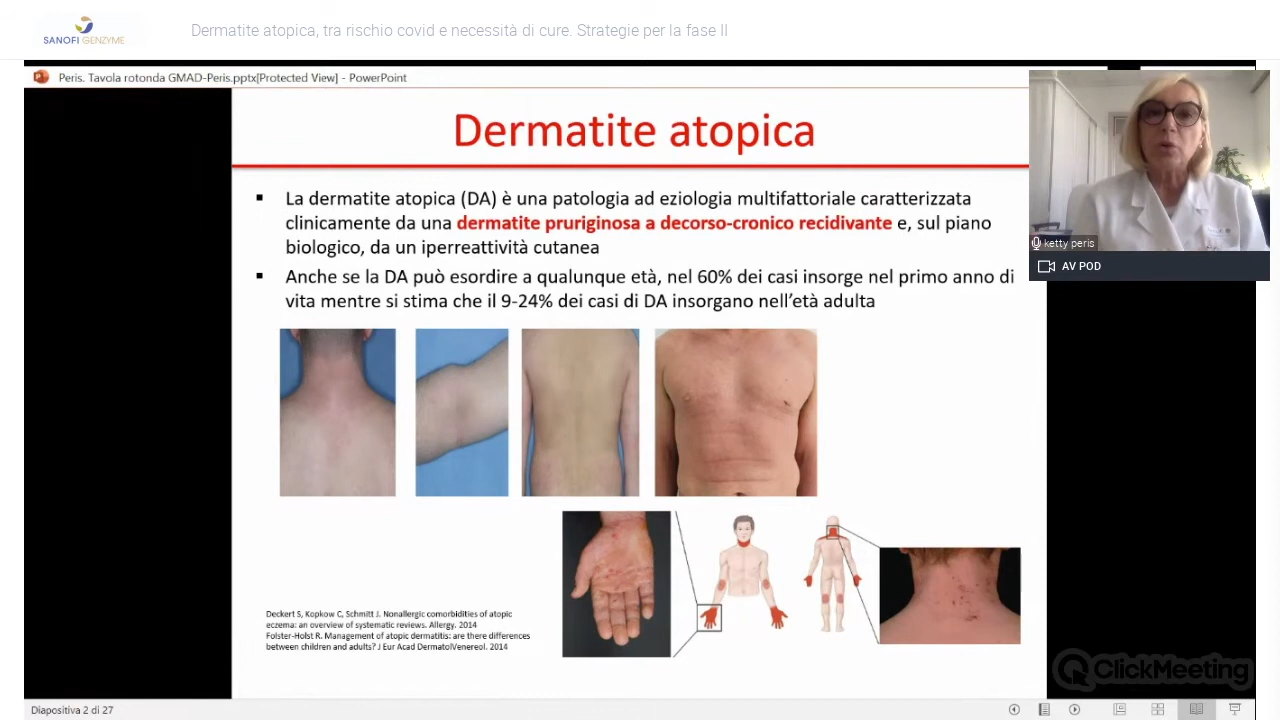 SANOFI GENZYME
Dermatite atopica, tra rischio covid e necessità di cure. Strategie per la fase II
Peris. Tavola rotonda GMAD-Peris.pptx[Protected View] - PowerPoint
Dermatite atopica
▪ La dermatite atopica (DA) è una patologia ad eziologia multifattoriale caratterizzata
clinicamente da una dermatite pruriginosa a decorso-cronico recidivante e, sul piano
biologico, da un iperreattività cutanea
▪ Anche se la DA può esordire a qualunque età, nel 60% dei casi insorge nel primo anno di
vita mentre si stima che il 9-24% dei casi di DA insorgano nell'età adulta
ketty peris
AV POD
Deckert S, Kopkow C, Schmitt J. Nonallergic comorbidities of atopic
eczema: an overview of systematic reviews. Allergy. 2014
Folster-Holst R. Management of atopic dermatitis: are there differences
between children and adults? J Eur Acad DermatolVenereol. 2014
ClickMeeting
Diapositiva 2 di 27